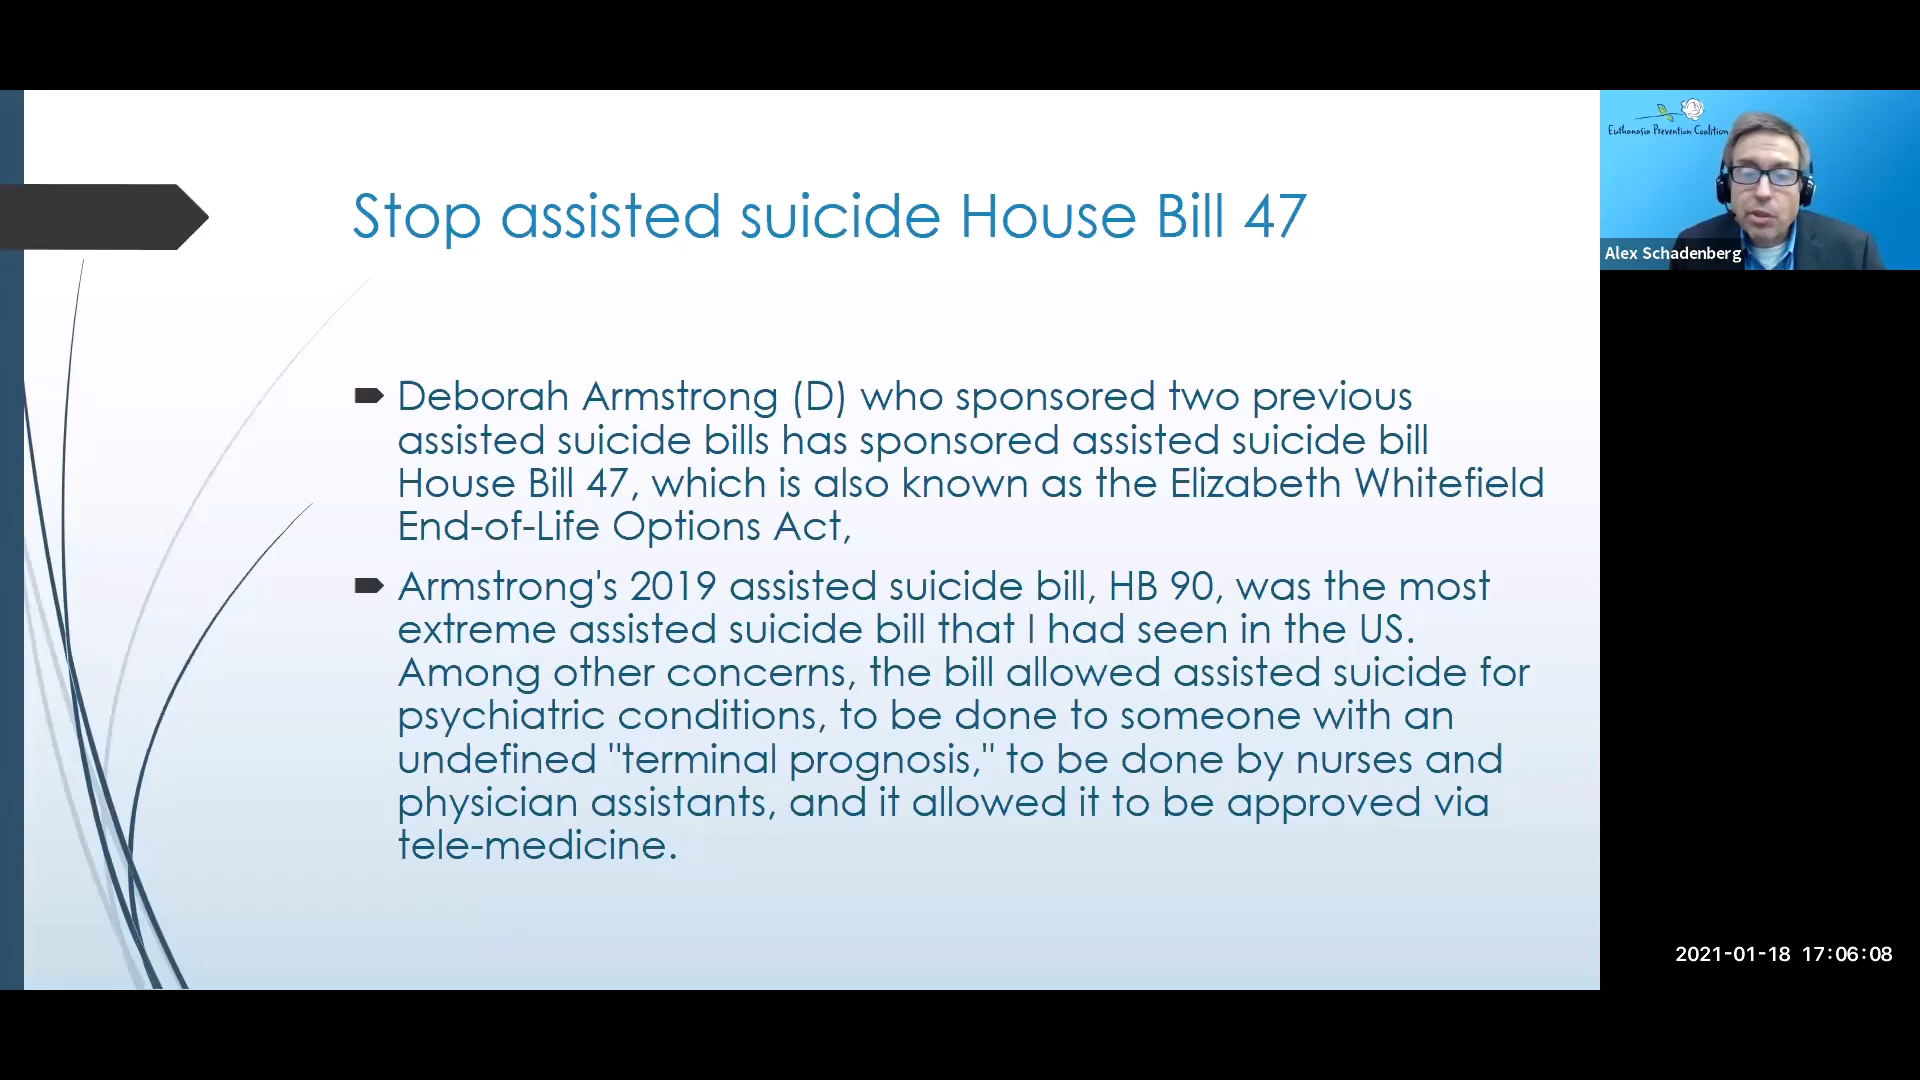 Stop assisted suicide House Bill 47
Deborah Armstrong (D) who sponsored two previous
assisted suicide bills has sponsored assisted suicide bill
House Bill 47, which is also known as the Elizabeth Whitefield
End-of-Life Options Act,
Armstrong's 2019 assisted suicide bill, HB 90, was the most
extreme assisted suicide bill that I had seen in the US.
Among other concerns, the bill allowed assisted suicide for
psychiatric conditions, to be done to someone with an
undefined "terminal prognosis," to be done by nurses and
physician assistants, and it allowed it to be approved via
tele-medicine.
Euthanasia Prevention Coalition
Alex Schadenberg
2021-01-18 17:06:08